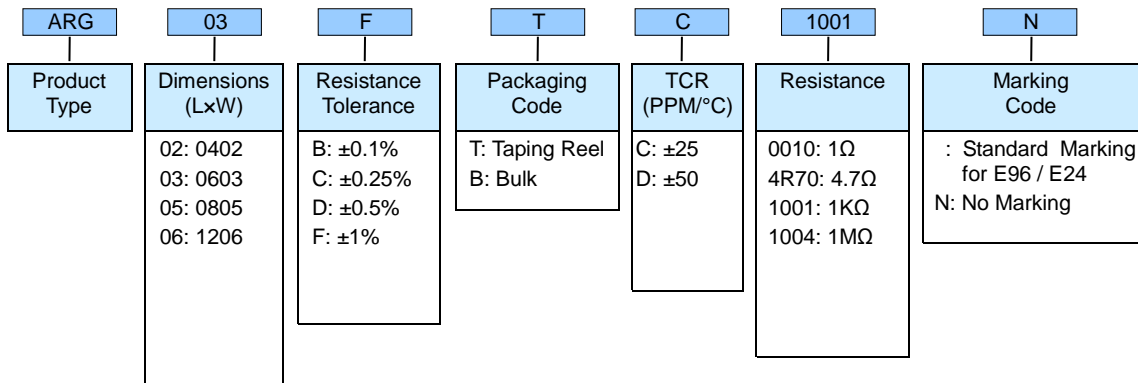 ARG 03 F T C 1001 N
Product Type
Dimensions (L×W)
Resistance Tolerance
Packaging Code
TCR (PPM/°C)
Resistance
Marking Code
02: 0402
03: 0603
05: 0805
06: 1206
B: ±0.1%
C: ±0.25%
D: ±0.5%
F: ±1%
T: Taping Reel
B: Bulk
C: ±25
D: ±50
0010: 1Ω
4R70: 4.7Ω
1001: 1KΩ
1004: 1MΩ
: Standard Marking
for E96 / E24
N: No Marking